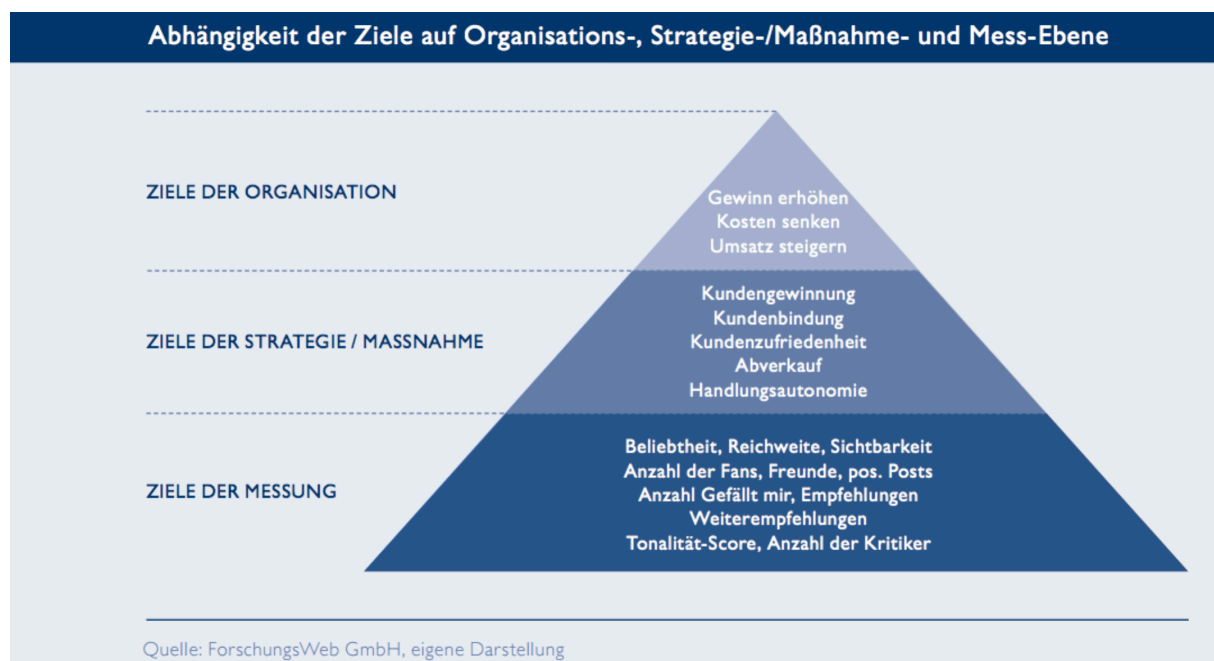 Abhängigkeit der Ziele auf Organisations-, Strategie-/Maßnahme- und Mess-Ebene
ZIELE DER ORGANISATION
Gewinn erhöhen
Kosten senken
Umsatz steigern
ZIELE DER STRATEGIE / MASSNAHME
Kundengewinnung
Kundenbindung
Kundenzufriedenheit
Abverkauf
Handlungsautonomie
ZIELE DER MESSUNG
Beliebtheit, Reichweite, Sichtbarkeit
Anzahl der Fans, Freunde, pos. Posts
Anzahl Gefällt mir, Empfehlungen
Weiterempfehlungen
Tonalität-Score, Anzahl der Kritiker
Quelle: ForschungsWeb GmbH, eigene Darstellung